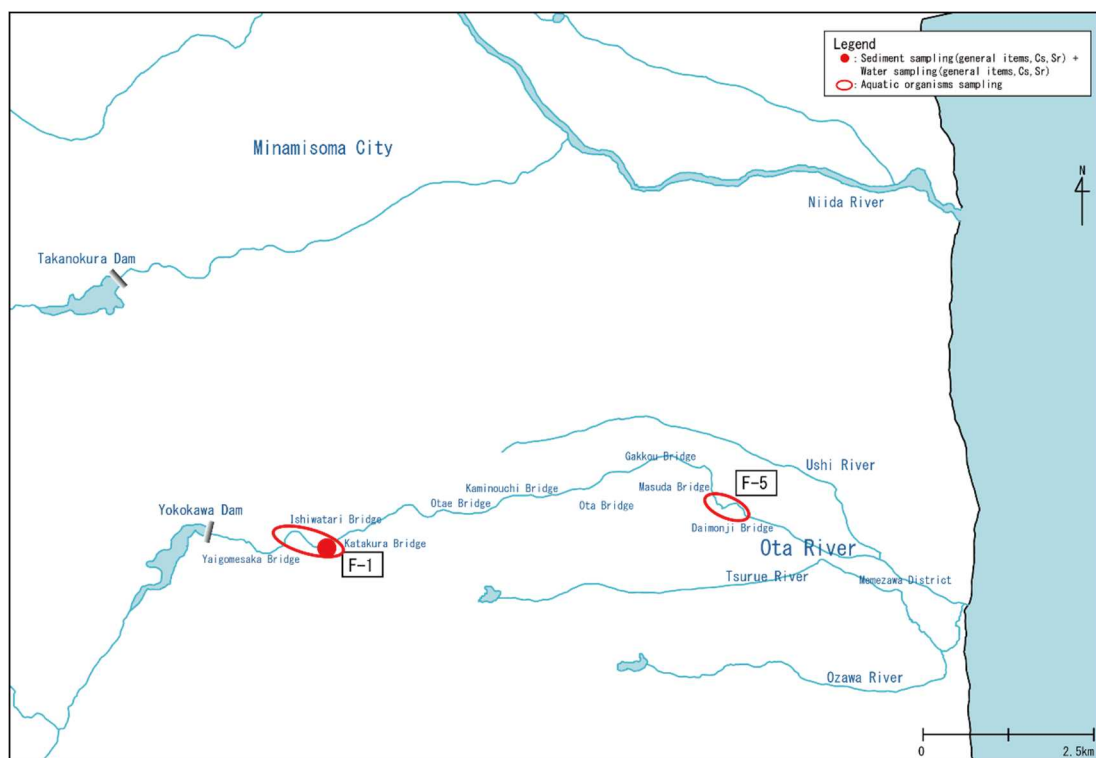 Legend
: Sediment sampling(general items,Cs,Sr) +
Water sampling(general items,Cs,Sr)
: Aquatic organisms sampling
Minamisoma City
N
Niida River
Takanokura Dam
Gakkou Bridge
Ushi River
Kaminouchi Bridge
Masuda Bridge
F-5
Otae Bridge
Ota Bridge
Yokokawa Dam
Ishiwatari Bridge
Daimonji Bridge
Katakura Bridge
Ota River
Yaigomesaka Bridge
F-1
Tsurue River
Memezawa District
Ozawa River
0
2.5km